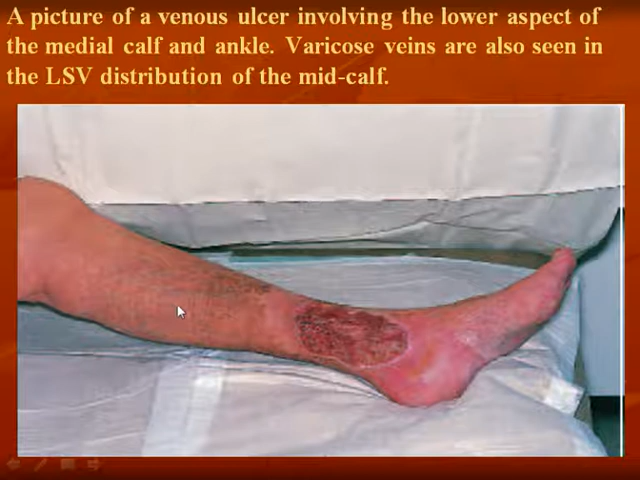 A picture of a venous ulcer involving the lower aspect of
the medial calf and ankle. Varicose veins are also seen in
the LSV distribution of the mid-calf.